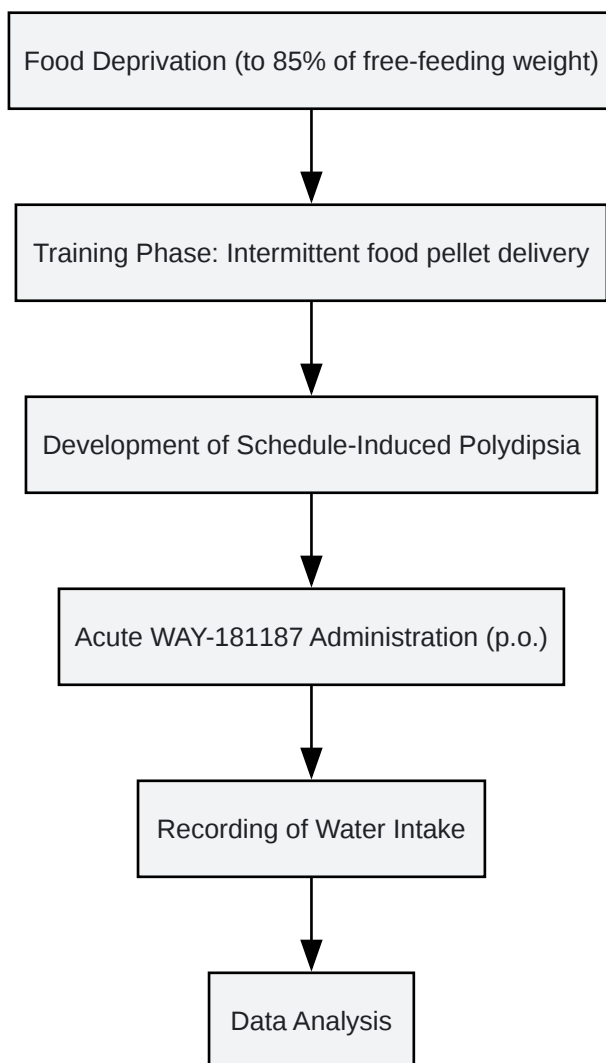 Food Deprivation (to 85% of free-feeding weight)
Training Phase: Intermittent food pellet delivery
Development of Schedule-Induced Polydipsia
Acute WAY-181187 Administration (p.o.)
Recording of Water Intake
Data Analysis